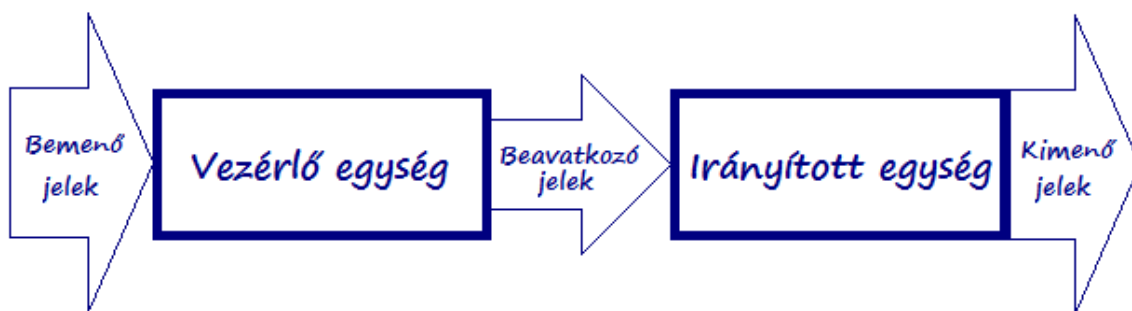 Bemenő
jelek
Vezérlő egység
Beavatkozó
jelek
Irányított egység
Kimenő
jelek